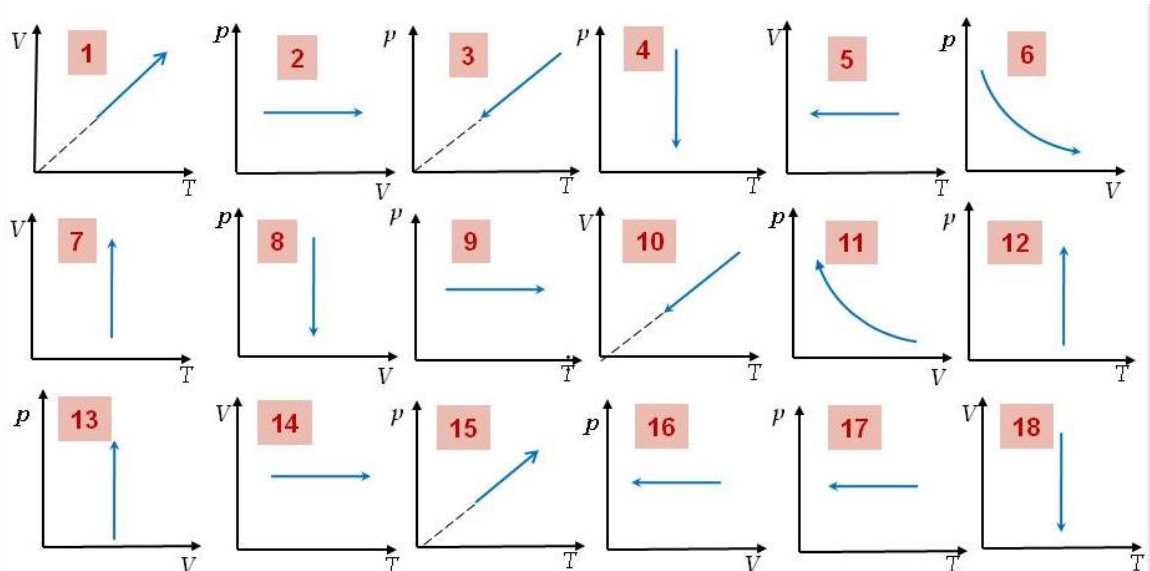 V 1 T
p 2 V
p 3 T
p 4 T
V 5 T
p 6 V
V 7 T
p 8 V
p 9 T
V 10 T
p 11 V
p 12 T
p 13 V
V 14 T
p 15 T
p 16 V
p 17 T
V 18 T